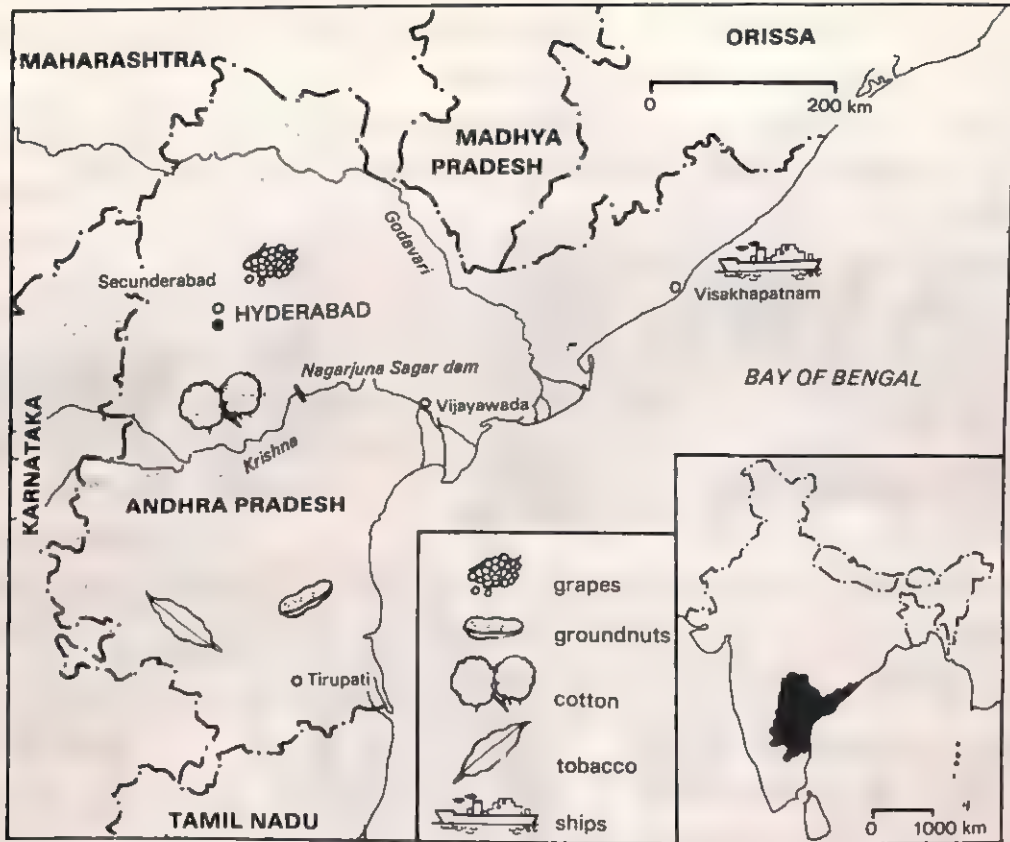 MAHARASHTRA
ORISSA
0 200 km
MADHYA
PRADESH
Godavari
Secunderabad
HYDERABAD
Visakhapatnam
Nagarjuna Sagar dam
BAY OF BENGAL
Vijayawada
KARNATAKA
Krishna
ANDHRA PRADESH
Tirupati
TAMIL NADU
grapes
groundnuts
cotton
tobacco
ships
0 1000 km